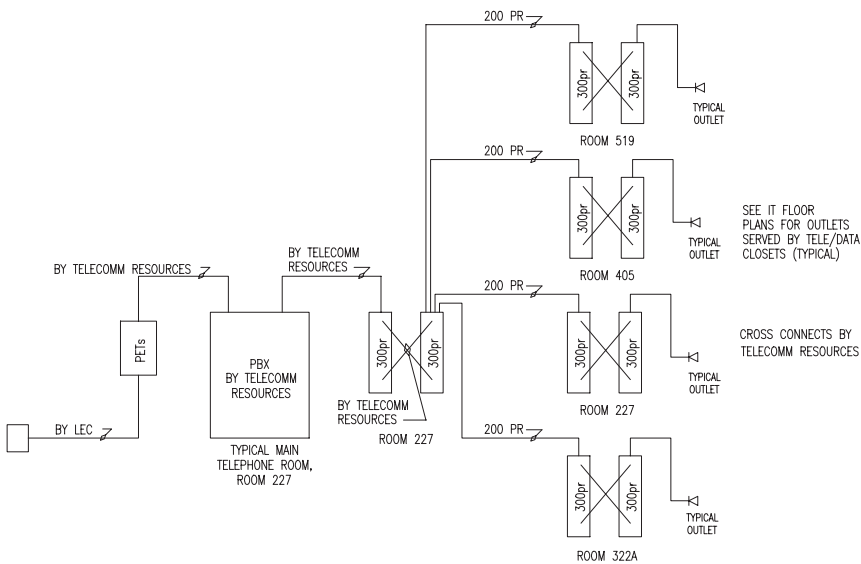 200 PR
300pr
300pr
TYPICAL
OUTLET
ROOM 519
200 PR
300pr
300pr
TYPICAL
OUTLET
ROOM 405
SEE IT FLOOR
PLANS FOR OUTLETS
SERVED BY TELE/DATA
CLOSETS (TYPICAL)
BY TELECOMM RESOURCES
BY TELECOMM
RESOURCES
PETs
PBX
BY TELECOMM
RESOURCES
TYPICAL MAIN
TELEPHONE ROOM,
ROOM 227
BY LEC
300pr
300pr
BY TELECOMM
RESOURCES
ROOM 227
200 PR
300pr
300pr
TYPICAL
OUTLET
ROOM 227
CROSS CONNECTS BY
TELECOMM RESOURCES
200 PR
300pr
300pr
TYPICAL
OUTLET
ROOM 322A